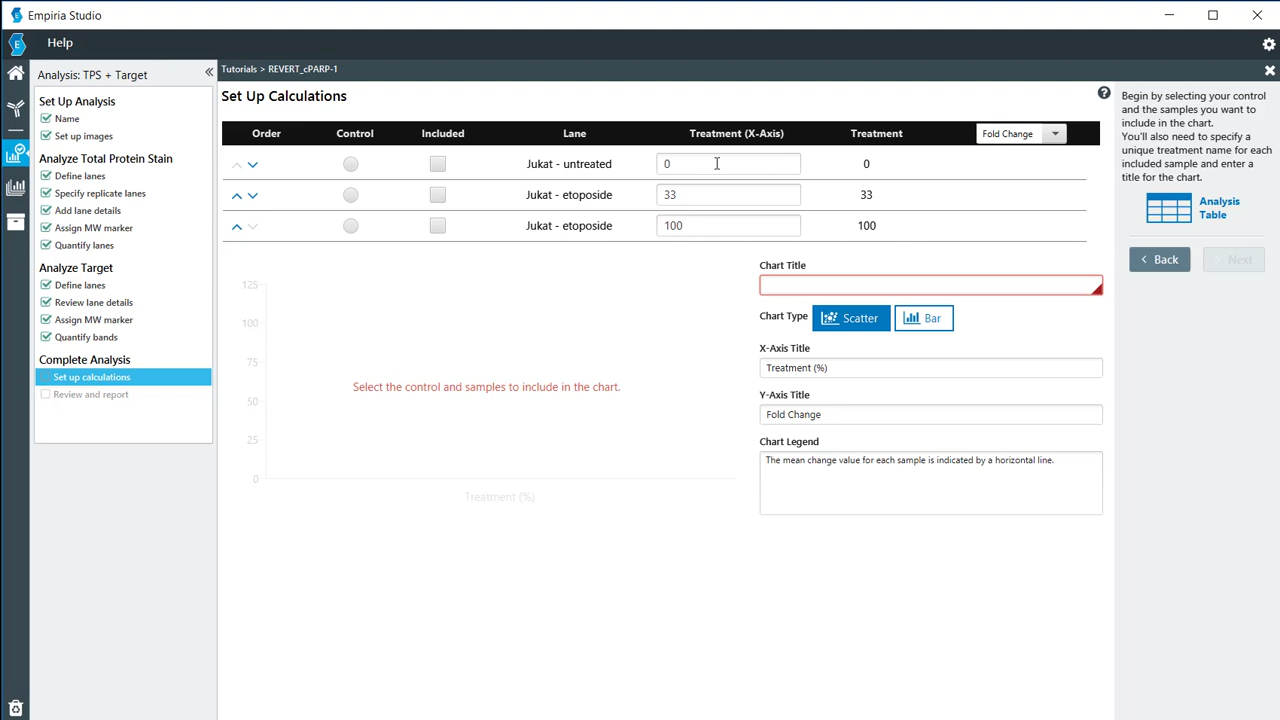 Empiria Studio
Help
Analysis: TPS + Target
Set Up Analysis
Name
Set up images
Analyze Total Protein Stain
Define lanes
Specify replicate lanes
Add lane details
Assign MW marker
Quantify lanes
Analyze Target
Define lanes
Review lane details
Assign MW marker
Quantify bands
Complete Analysis
Set up calculations
Review and report
Tutorials > REVERT_cPARP-1
Set Up Calculations
Order Control Included Lane Treatment (X-Axis) Treatment Fold Change
Jukat - untreated 0 0
Jukat - etoposide 33 33
Jukat - etoposide 100 100
125
100
75
50
25
0
Select the control and samples to include in the chart.
Treatment (%)
Chart Title
Chart Type Scatter Bar
X-Axis Title
Treatment (%)
Y-Axis Title
Fold Change
Chart Legend
The mean change value for each sample is indicated by a horizontal line.
Begin by selecting your control
and the samples you want to
include in the chart.
You'll also need to specify a
unique treatment name for each
included sample and enter a
title for the chart.
Analysis
Table
< Back
Next >